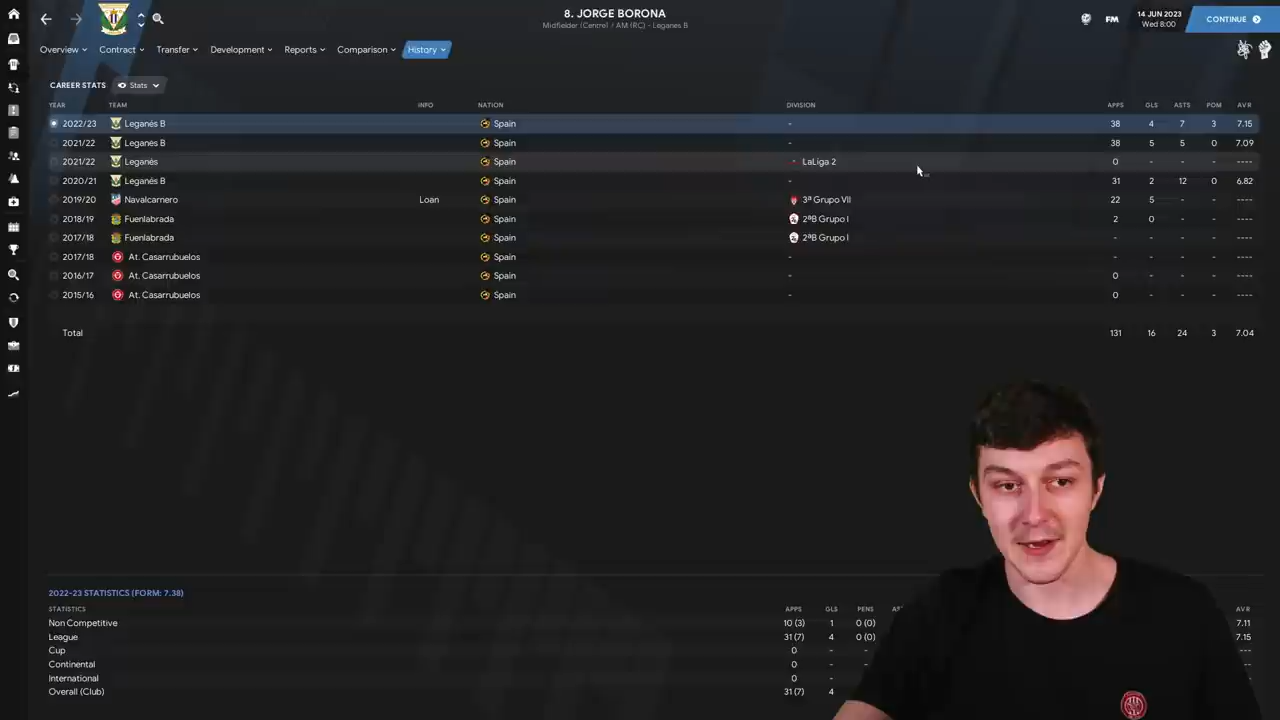 8. JORGE BORONA
Midfielder (Centre) / AM (RC) - Leganés B
14 JUN 2023
Wed 8:00
FM
CONTINUE
Overview Contract Transfer Development Reports Comparison History
CAREER STATS Stats
YEAR TEAM INFO NATION DIVISION APPS GLS ASTS POM AVR
2022/23 Leganés B Spain - 38 4 7 3 7.15
2021/22 Leganés B Spain - 38 5 5 0 7.09
2021/22 Leganés Spain LaLiga 2 0 - - - ----
2020/21 Leganés B Spain - 31 2 12 0 6.82
2019/20 Navalcarnero Loan Spain 3ª Grupo VII 22 5 - - ----
2018/19 Fuenlabrada Spain 2ªB Grupo I 2 0 - - ----
2017/18 Fuenlabrada Spain 2ªB Grupo I - - - - ----
2017/18 At. Casarrubuelos Spain - - - - - ----
2016/17 At. Casarrubuelos Spain - 0 - - - ----
2015/16 At. Casarrubuelos Spain - 0 - - - ----
Total 131 16 24 3 7.04
2022-23 STATISTICS (FORM: 7.38)
STATISTICS APPS GLS PENS AS AVR
Non Competitive 10 (3) 1 0 (0) 7.11
League 31 (7) 4 0 (0) 7.15
Cup 0 - - ---
Continental 0 - - ---
International 0 - - ---
Overall (Club) 31 (7) 4